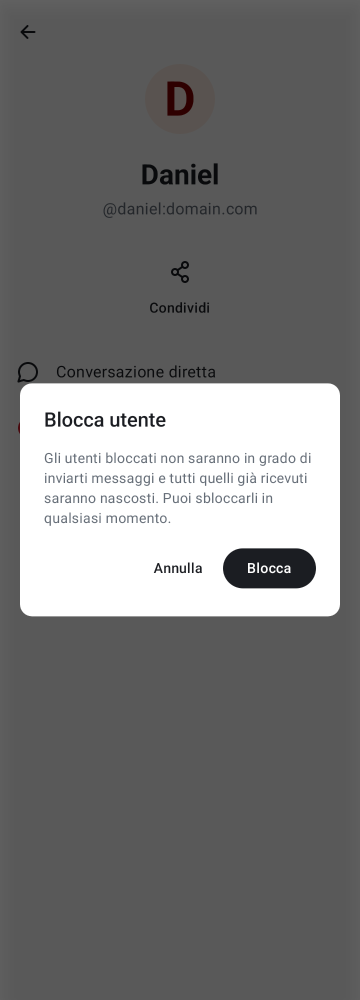 D
Daniel
@daniel:domain.com
Condividi
Conversazione diretta
Blocca utente
Gli utenti bloccati non saranno in grado di
inviarti messaggi e tutti quelli già ricevuti
saranno nascosti. Puoi sbloccarli in
qualsiasi momento.
Annulla
Blocca